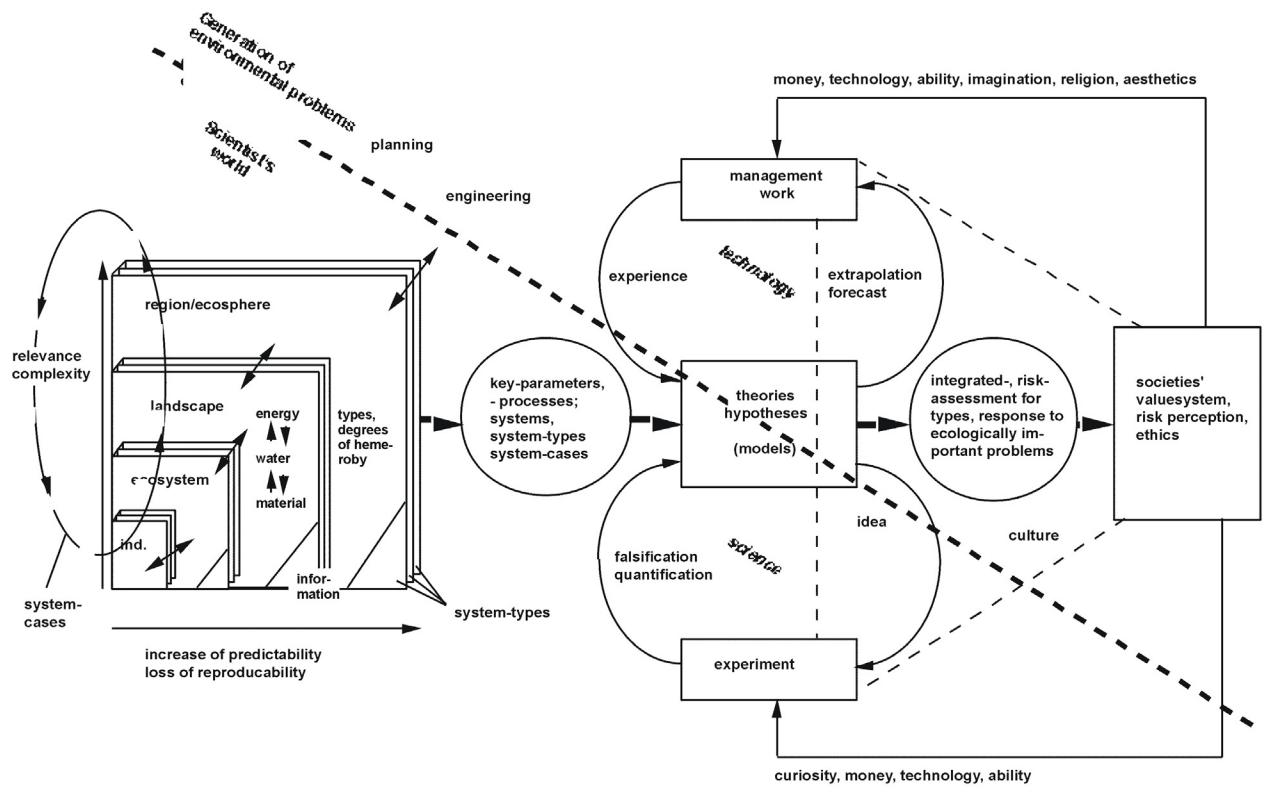 Generation of
environmental problems
Scientist's
world
planning
engineering
money, technology, ability, imagination, religion, aesthetics
management
work
technology
experience
extrapolation
forecast
region/ecosphere
relevance
complexity
landscape
energy
water
material
types,
degrees
of heme-
roby
ecosystem
ind.
infor-
mation
system-
cases
system-types
increase of predictability
loss of reproducability
key-parameters,
- processes;
systems,
system-types
system-cases
theories
hypotheses
(models)
integrated-, risk-
assessment for
types, response to
ecologically im-
portant problems
societies'
valuesystem,
risk perception,
ethics
idea
culture
science
falsification
quantification
experiment
curiosity, money, technology, ability